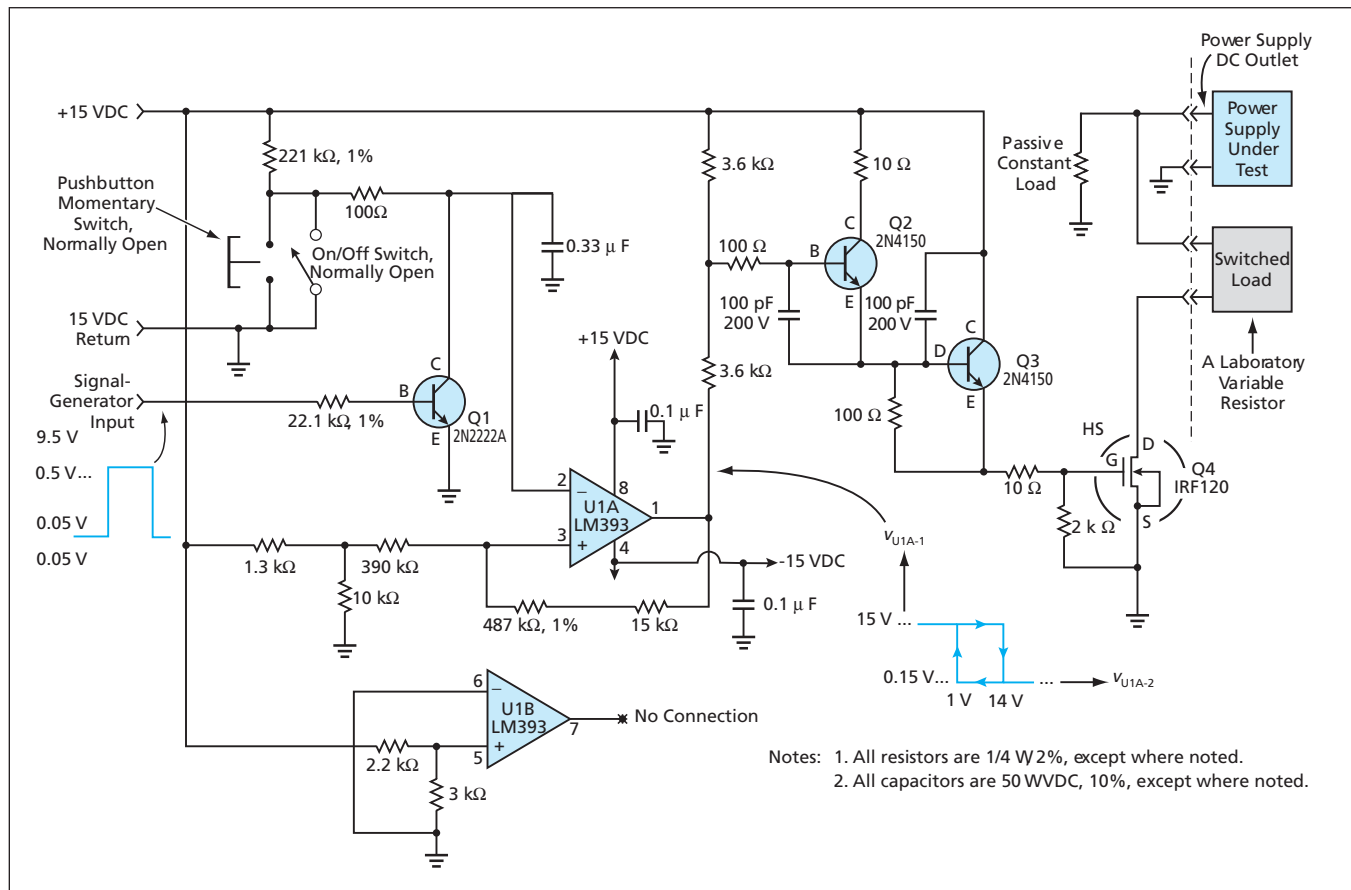 Power Supply
DC Outlet
+15 VDC
Power
Supply
Under
Test
221 kΩ, 1%
3.6 kΩ
10 Ω
Passive
Constant
Load
Pushbutton
Momentary
Switch,
Normally Open
100Ω
On/Off Switch,
Normally Open
0.33 µ F
100 Ω
C
B
E
Q2
2N4150
100 pF
200 V
100 pF
200 V
Switched
Load
15 VDC
Return
+15 VDC
C
D
E
Q3
2N4150
A Laboratory
Variable
Resistor
Signal-
Generator
Input
22.1 kΩ, 1%
C
B
E
Q1
2N2222A
3.6 kΩ
0.1 µ F
100 Ω
HS
D
G
S
Q4
IRF120
10 Ω
2 k Ω
9.5 V
0.5 V...
0.05 V
0.05 V
2
−
3
+
8
4
1
U1A
LM393
1.3 kΩ
390 kΩ
10 kΩ
487 kΩ, 1%
15 kΩ
-15 VDC
0.1 µ F
vU1A-1
15 V ...
0.15 V...
1 V
14 V
...
vU1A-2
6
−
5
+
7
U1B
LM393
No Connection
2.2 kΩ
3 kΩ
Notes: 1. All resistors are 1/4 W, 2%, except where noted.
2. All capacitors are 50 WVDC, 10%, except where noted.